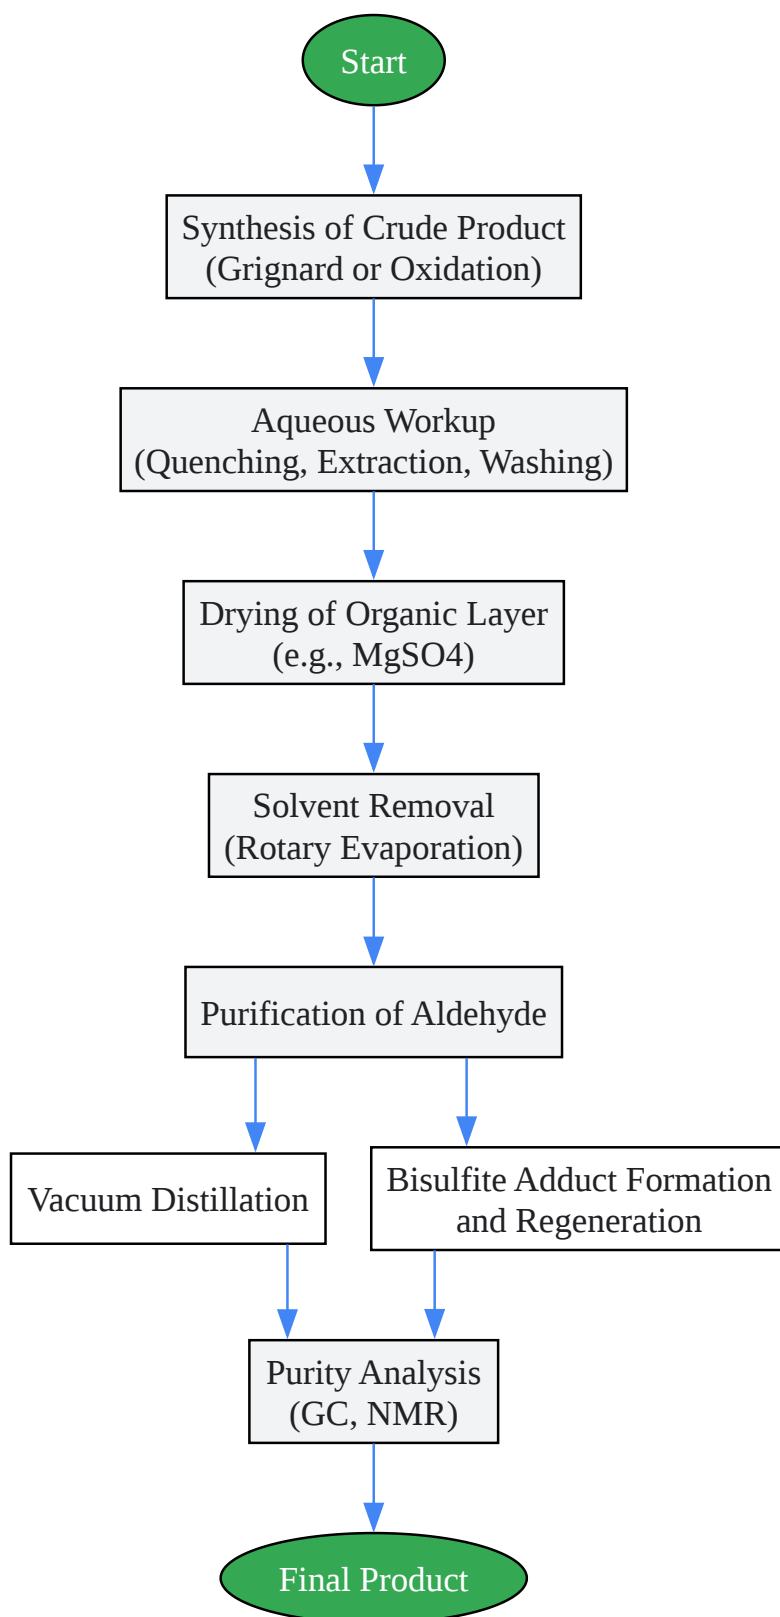 Start
Synthesis of Crude Product
(Grignard or Oxidation)
Aqueous Workup
(Quenching, Extraction, Washing)
Drying of Organic Layer
(e.g., MgSO4)
Solvent Removal
(Rotary Evaporation)
Purification of Aldehyde
Vacuum Distillation
Bisulfite Adduct Formation
and Regeneration
Purity Analysis
(GC, NMR)
Final Product